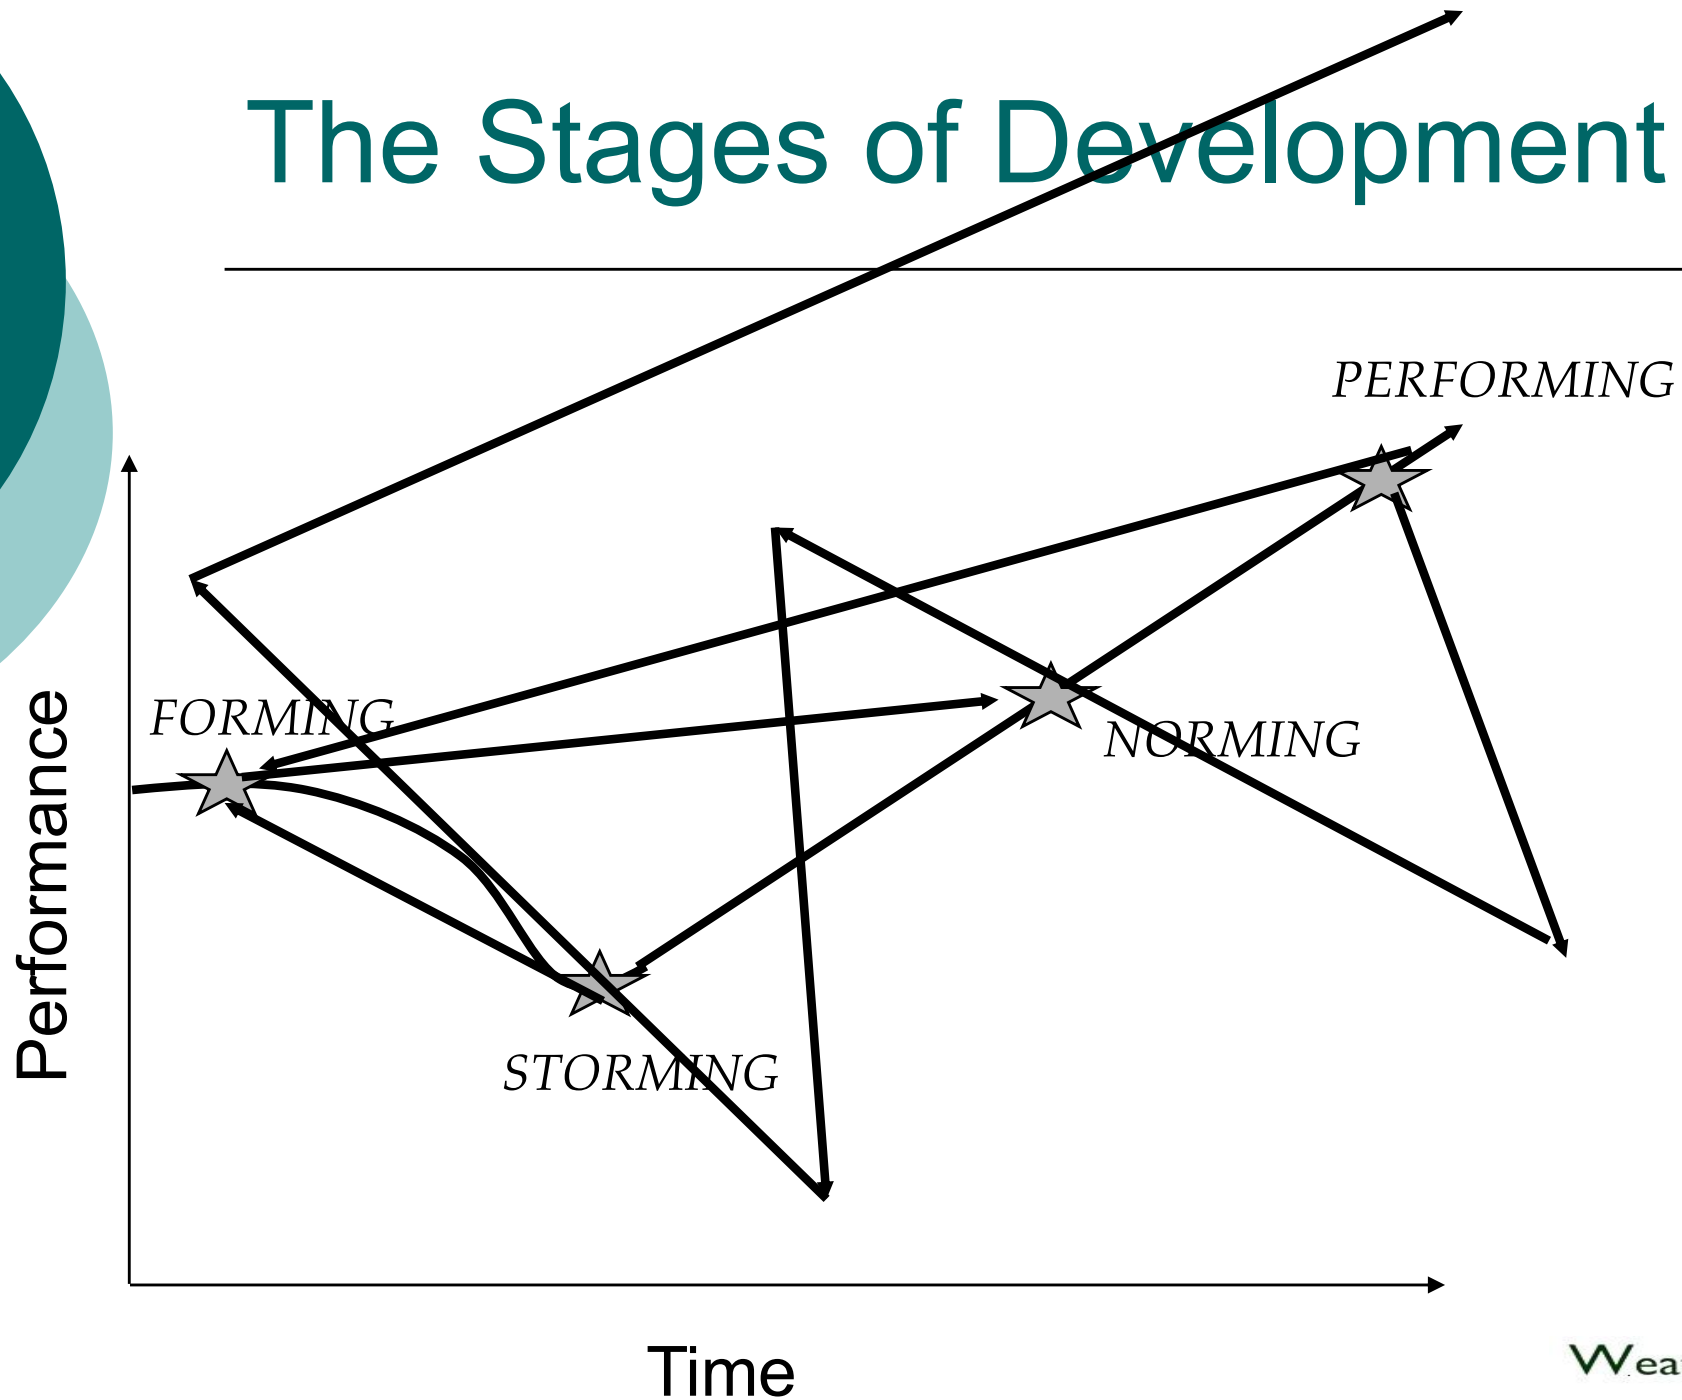 The Stages of Development
PERFORMING
FORMING
NORMING
STORMING
Performance
Time